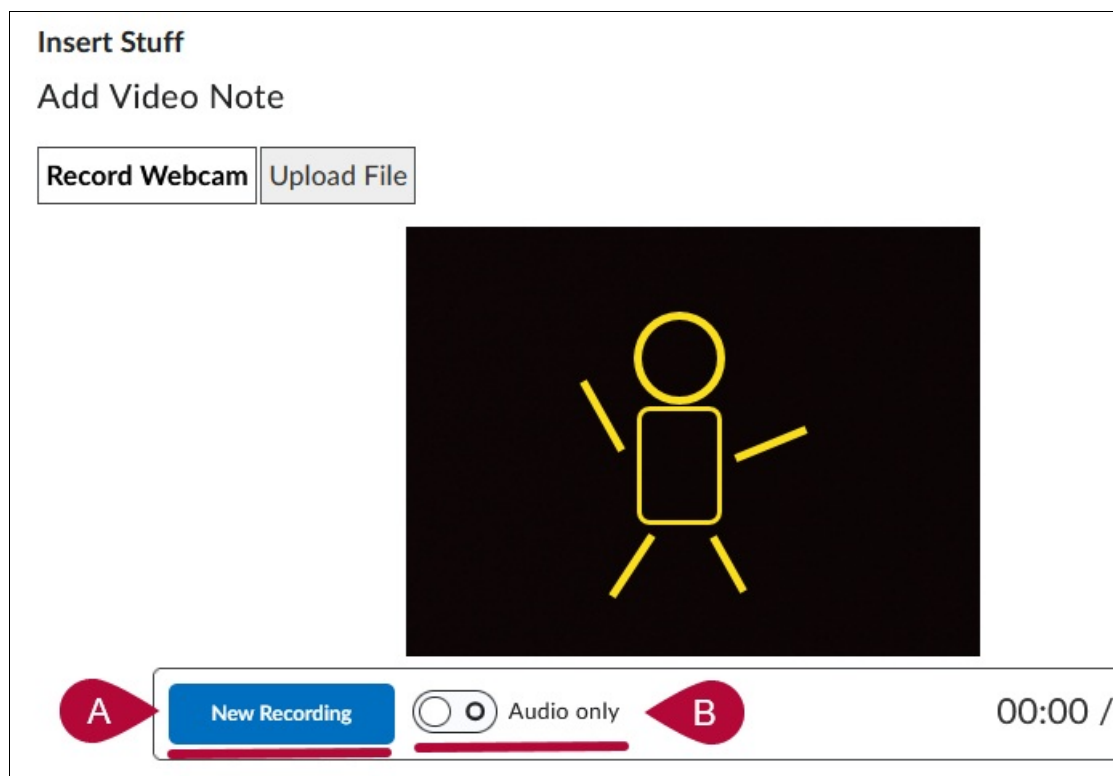 Insert Stuff
Add Video Note
Record Webcam Upload File
A New Recording Audio only B 00:00 /